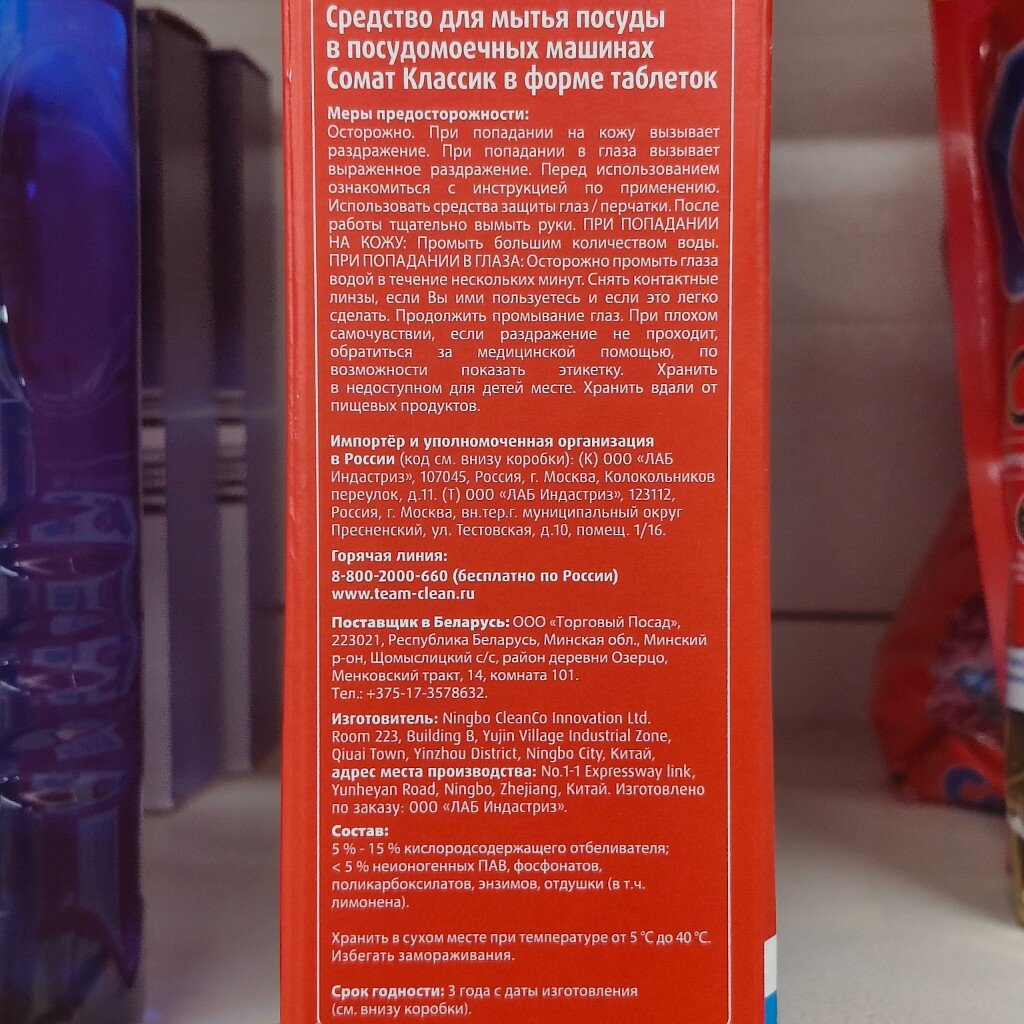 Средство для мытья посуды
в посудомоечных машинах
Сомат Классик в форме таблеток
Меры предосторожности:
Осторожно. При попадании на кожу вызывает
раздражение. При попадании в глаза вызывает
выраженное раздражение. Перед использованием
ознакомиться с инструкцией по применению.
Использовать средства защиты глаз / перчатки. После
работы тщательно вымыть руки. ПРИ ПОПАДАНИИ
НА КОЖУ: Промыть большим количеством воды.
ПРИ ПОПАДАНИИ В ГЛАЗА: Осторожно промыть глаза
водой в течение нескольких минут. Снять контактные
линзы, если Вы ими пользуетесь и если это легко
сделать. Продолжить промывание глаз. При плохом
самочувствии, если раздражение не проходит,
обратиться за медицинской помощью, по
возможности показать этикетку. Хранить
в недоступном для детей месте. Хранить вдали от
пищевых продуктов.
Импортёр и уполномоченная организация
в России (код см. внизу коробки): (К) ООО «ЛАБ
Индастриз», 107045, Россия, г. Москва, Колокольников
переулок, д.11. (Т) ООО «ЛАБ Индастриз», 123112,
Россия, г. Москва, вн.тер.г. муниципальный округ
Пресненский, ул. Тестовская, д.10, помещ. 1/16.
Горячая линия:
8-800-2000-660 (бесплатно по России)
www.team-clean.ru
Поставщик в Беларусь: ООО «Торговый Посад»,
223021, Республика Беларусь, Минская обл., Минский
р-он, Щомыслицкий с/с, район деревни Озерцо,
Менковский тракт, 14, комната 101.
Тел.: +375-17-3578632.
Изготовитель: Ningbo CleanCo Innovation Ltd.
Room 223, Building B, Yujin Village Industrial Zone,
Qiuai Town, Yinzhou District, Ningbo City, Китай,
адрес места производства: No.1-1 Expressway link,
Yunheyan Road, Ningbo, Zhejiang, Китай. Изготовлено
по заказу: ООО «ЛАБ Индастриз».
Состав:
5 % - 15 % кислородсодержащего отбеливателя;
< 5 % неионогенных ПАВ, фосфонатов,
поликарбоксилатов, энзимов, отдушки (в т.ч.
лимонена).
Хранить в сухом месте при температуре от 5 °C до 40 °C.
Избегать замораживания.
Срок годности: 3 года с даты изготовления
(см. внизу коробки).